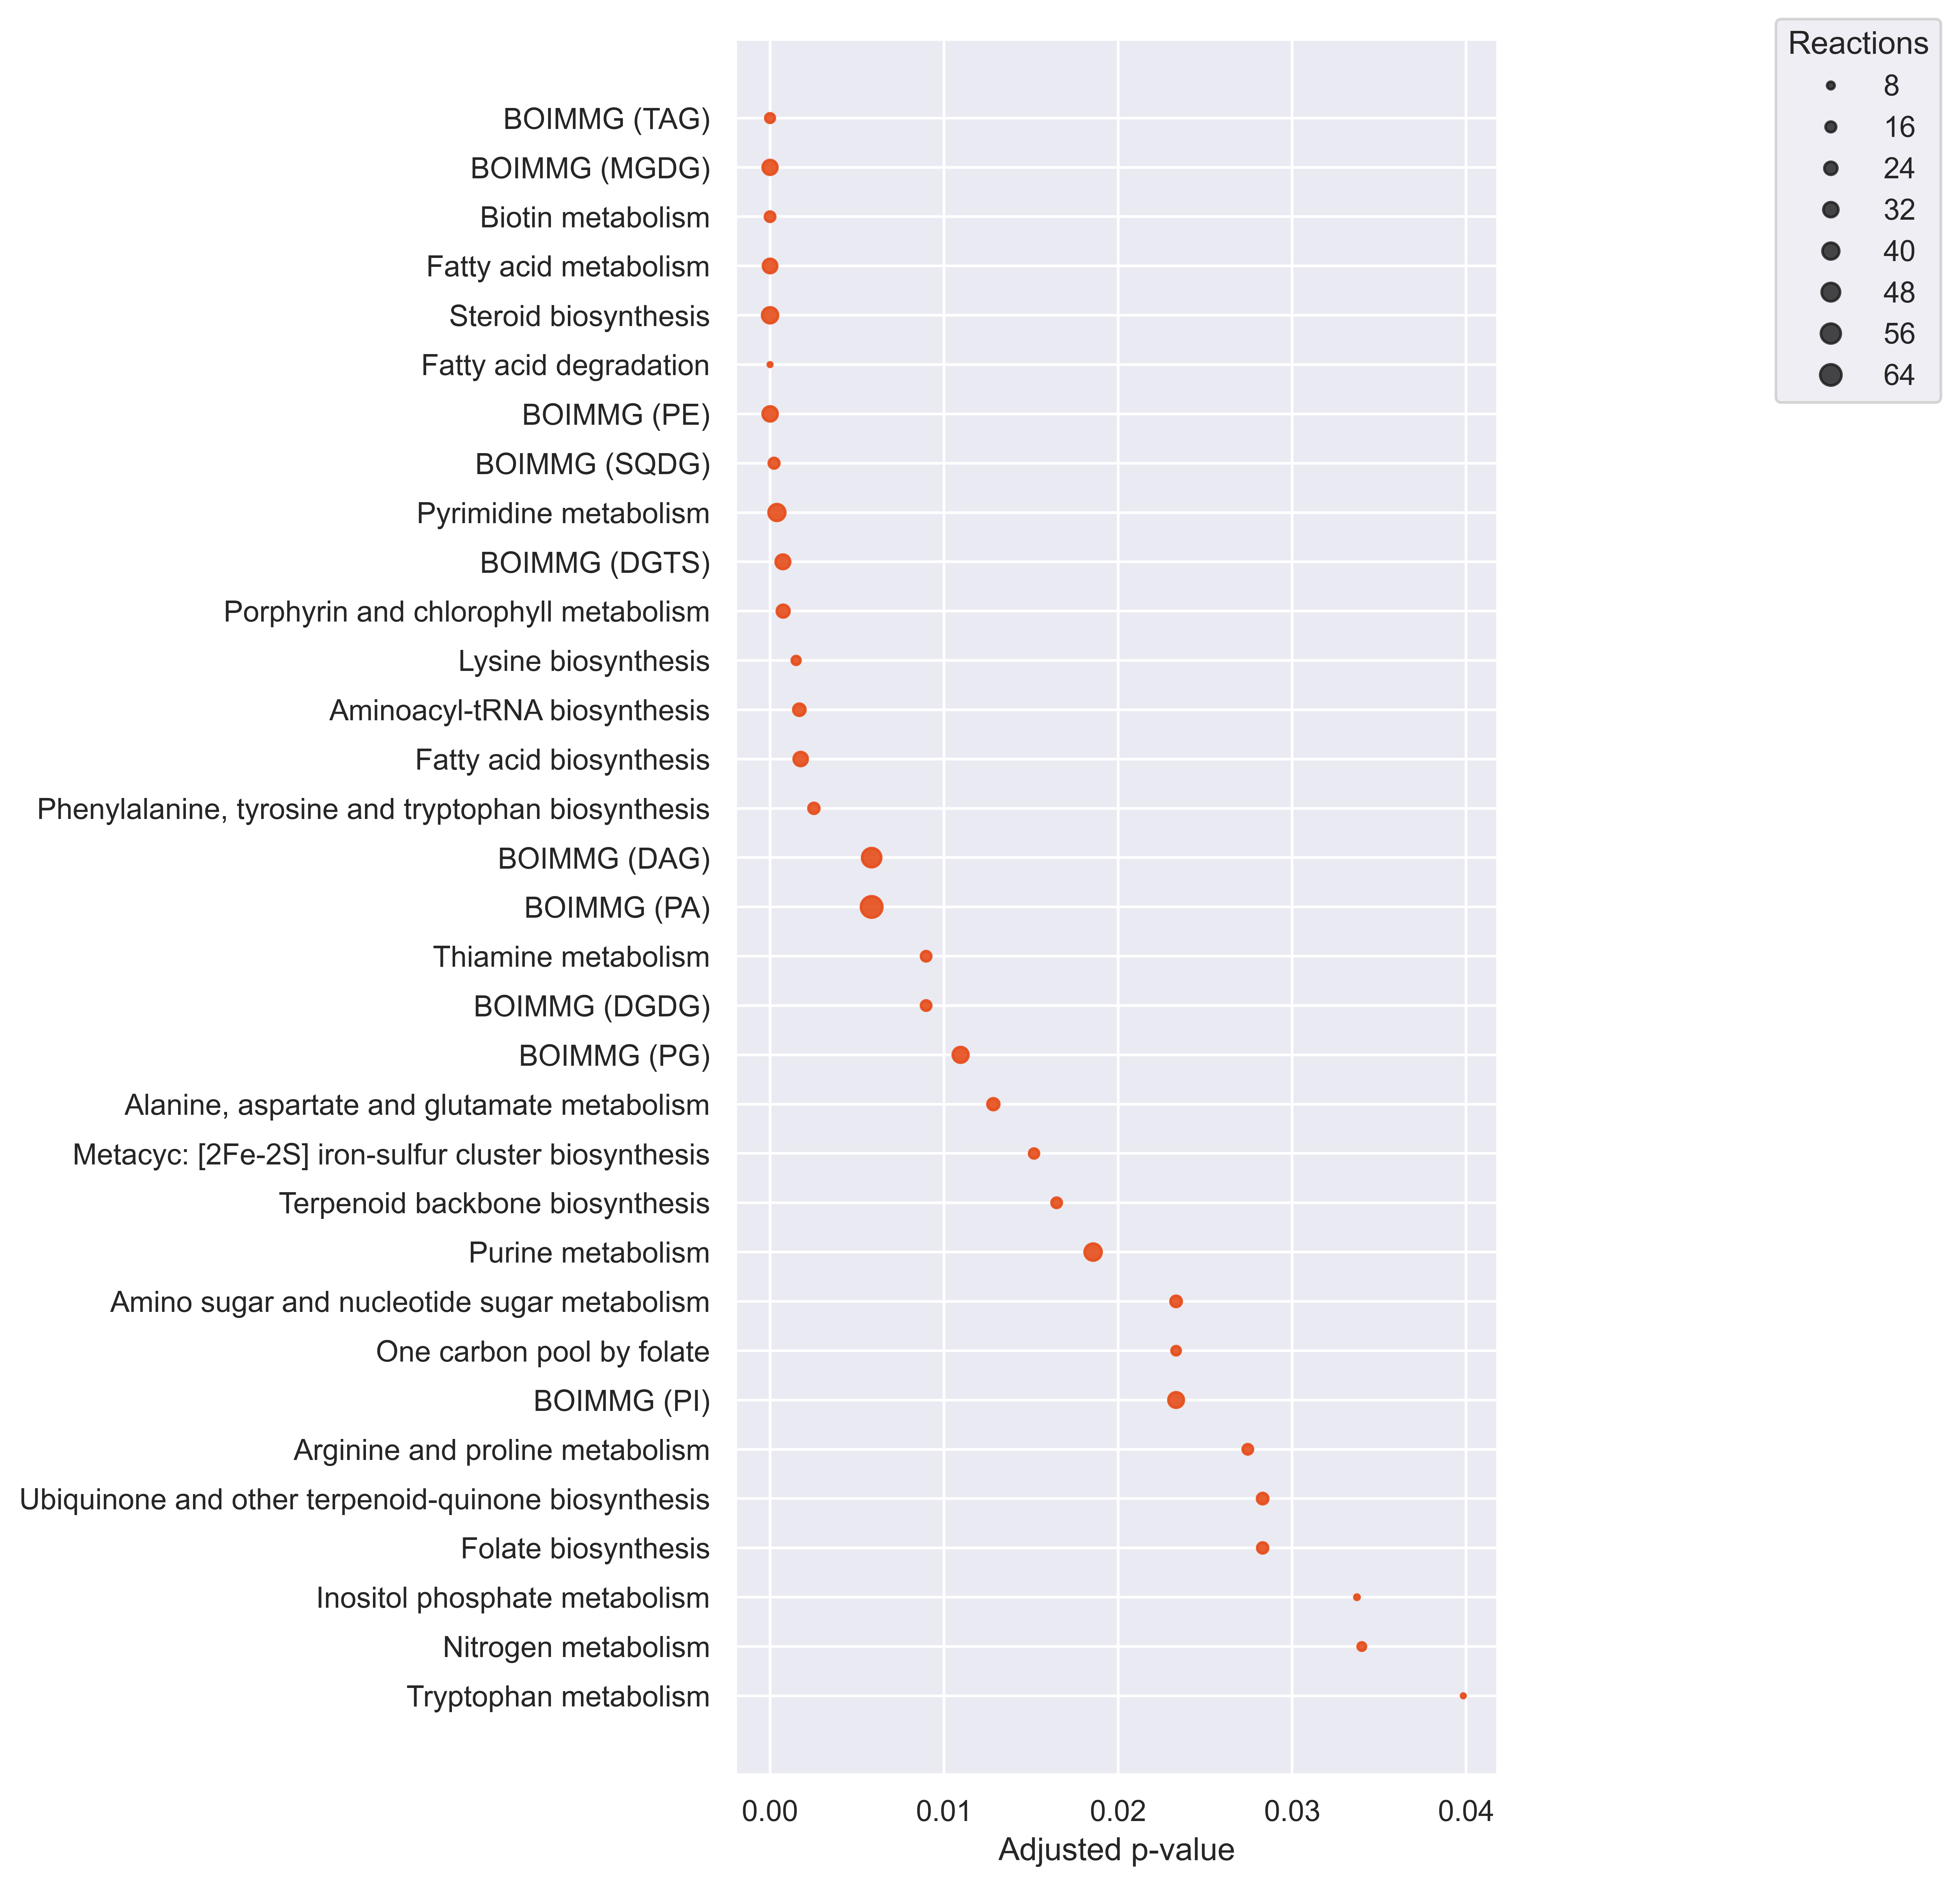 Reactions
8
16
24
32
40
48
56
64
BOIMMG (TAG)
BOIMMG (MGDG)
Biotin metabolism
Fatty acid metabolism
Steroid biosynthesis
Fatty acid degradation
BOIMMG (PE)
BOIMMG (SQDG)
Pyrimidine metabolism
BOIMMG (DGTS)
Porphyrin and chlorophyll metabolism
Lysine biosynthesis
Aminoacyl-tRNA biosynthesis
Fatty acid biosynthesis
Phenylalanine, tyrosine and tryptophan biosynthesis
BOIMMG (DAG)
BOIMMG (PA)
Thiamine metabolism
BOIMMG (DGDG)
BOIMMG (PG)
Alanine, aspartate and glutamate metabolism
Metacyc: [2Fe-2S] iron-sulfur cluster biosynthesis
Terpenoid backbone biosynthesis
Purine metabolism
Amino sugar and nucleotide sugar metabolism
One carbon pool by folate
BOIMMG (PI)
Arginine and proline metabolism
Ubiquinone and other terpenoid-quinone biosynthesis
Folate biosynthesis
Inositol phosphate metabolism
Nitrogen metabolism
Tryptophan metabolism
0.00 0.01 0.02 0.03 0.04
Adjusted p-value